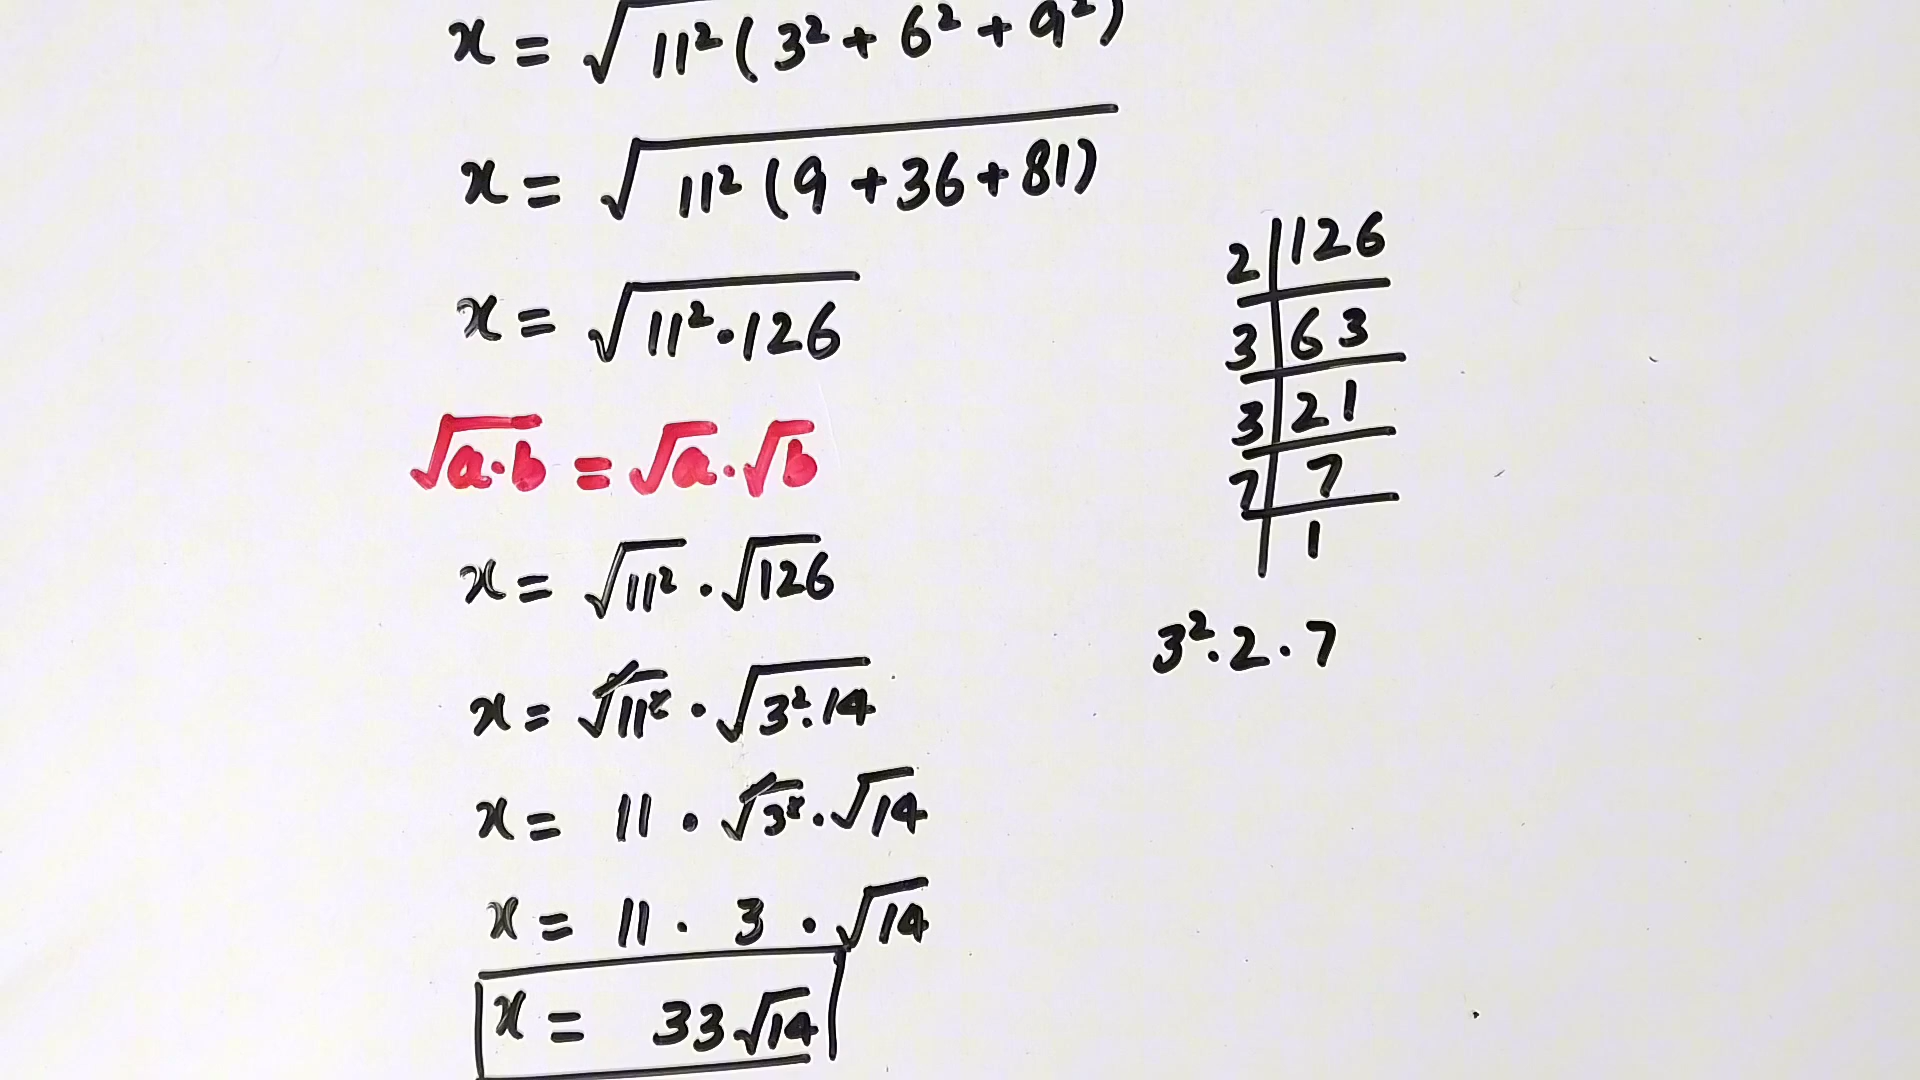 x = √11²(3² + 6² + 9²)
x = √11²(9 + 36 + 81)
x = √11²·126
√a·b = √a·√b
x = √11² · √126
x = √11² · √3²·14
x = 11 · √3² · √14
x = 11 · 3 · √14
x = 33√14
2 | 126
3 | 63
3 | 21
7 | 7
| 1
3²·2·7